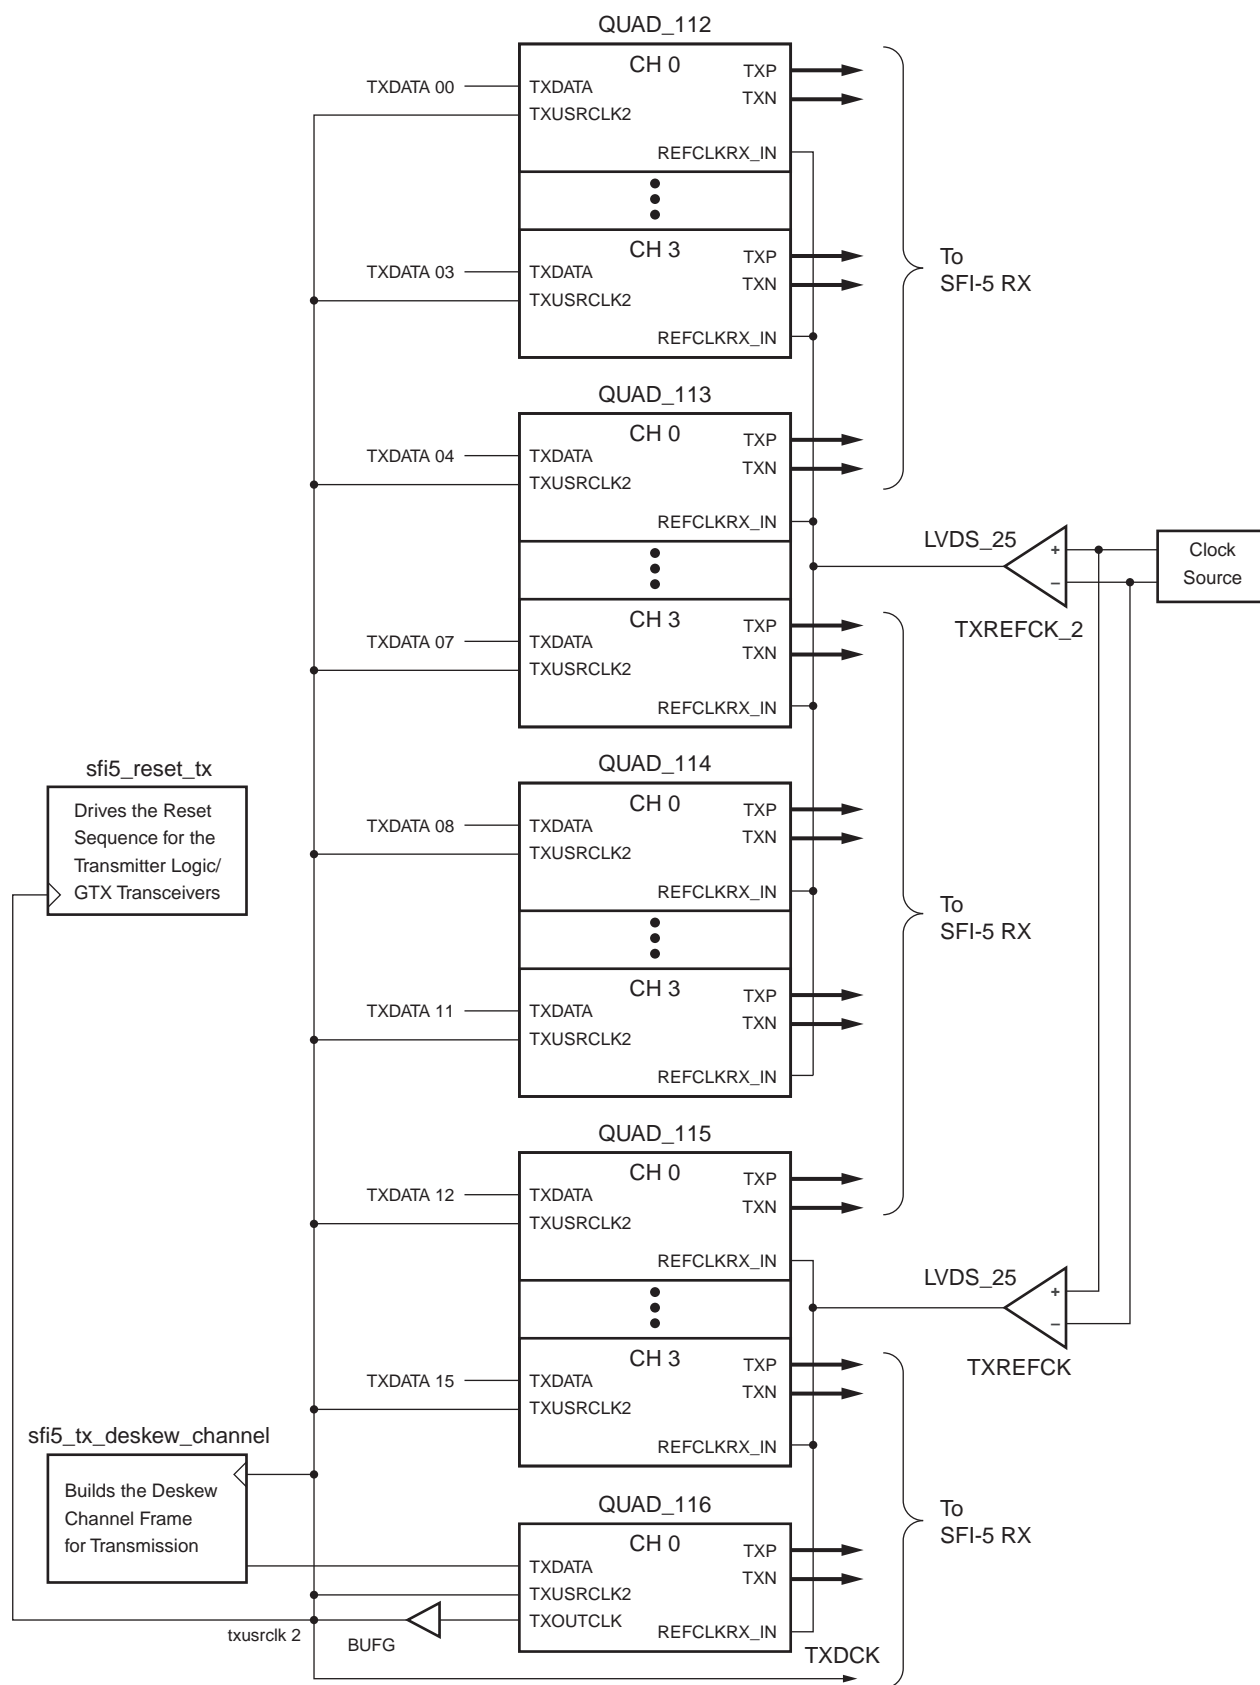 QUAD_112
CH 0
TXDATA 00
TXDATA
TXUSRCLK2
TXP
TXN
REFCLKRX_IN
CH 3
TXDATA 03
TXDATA
TXUSRCLK2
TXP
TXN
REFCLKRX_IN
To
SFI-5 RX
QUAD_113
CH 0
TXDATA 04
TXDATA
TXUSRCLK2
TXP
TXN
REFCLKRX_IN
CH 3
TXDATA 07
TXDATA
TXUSRCLK2
TXP
TXN
REFCLKRX_IN
LVDS_25
+
–
TXREFCK_2
Clock
Source
sfi5_reset_tx
Drives the Reset
Sequence for the
Transmitter Logic/
GTX Transceivers
QUAD_114
CH 0
TXDATA 08
TXDATA
TXUSRCLK2
TXP
TXN
REFCLKRX_IN
CH 3
TXDATA 11
TXDATA
TXUSRCLK2
TXP
TXN
REFCLKRX_IN
To
SFI-5 RX
QUAD_115
CH 0
TXDATA 12
TXDATA
TXUSRCLK2
TXP
TXN
REFCLKRX_IN
CH 3
TXDATA 15
TXDATA
TXUSRCLK2
TXP
TXN
REFCLKRX_IN
LVDS_25
+
–
TXREFCK
sfi5_tx_deskew_channel
Builds the Deskew
Channel Frame
for Transmission
QUAD_116
CH 0
TXDATA
TXUSRCLK2
TXOUTCLK
TXP
TXN
REFCLKRX_IN
To
SFI-5 RX
txusrclk 2
BUFG
TXDCK